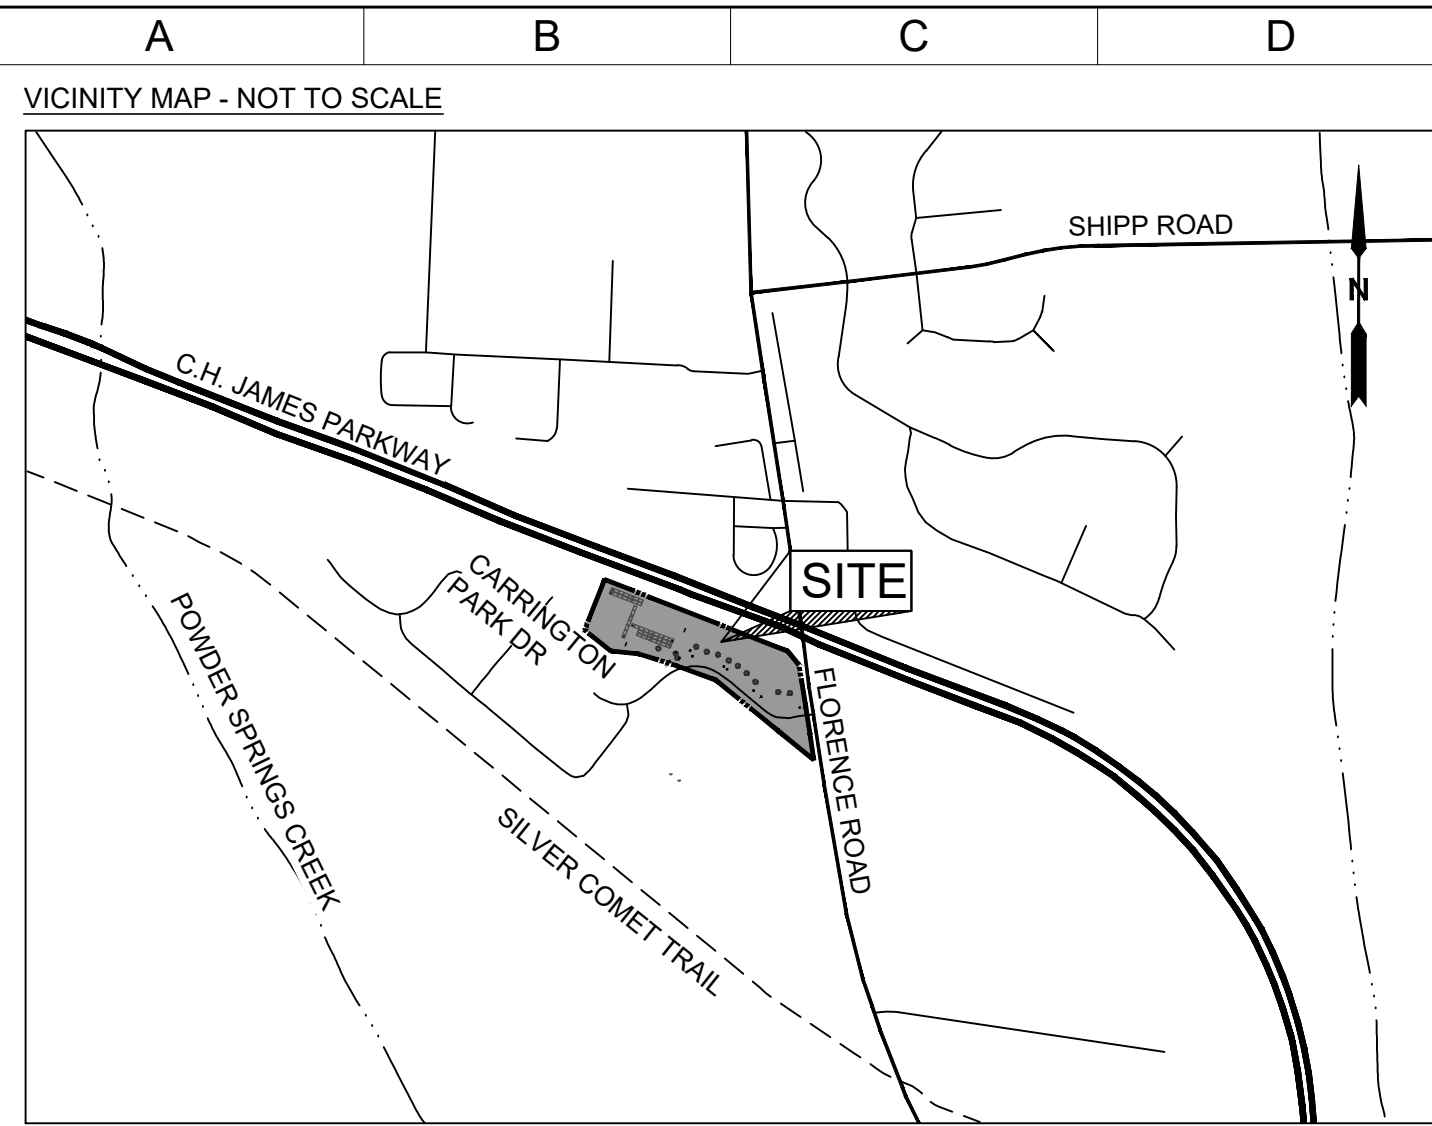 A
B
C
D
VICINITY MAP - NOT TO SCALE
SHIPP ROAD
N
C.H. JAMES PARKWAY
SITE
CARRINGTON
PARK DR
POWDER SPRINGS CREEK
FLORENCE ROAD
SILVER COMET TRAIL